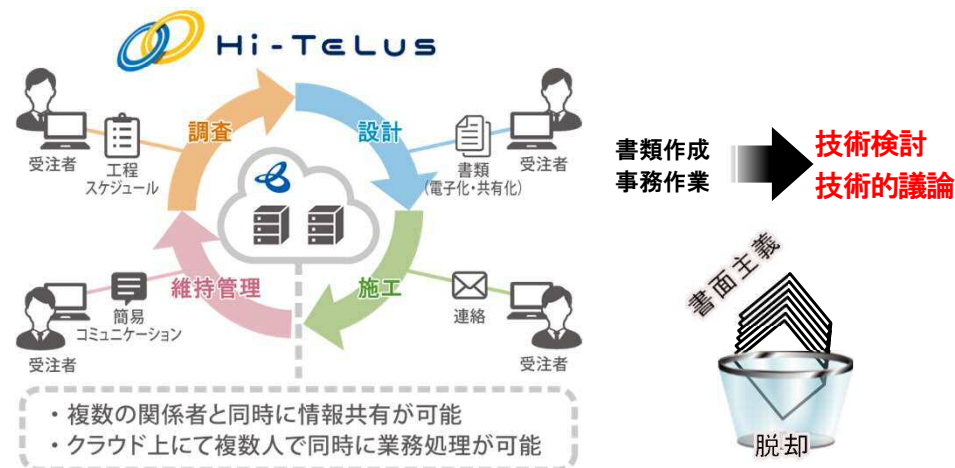 Hi-TeLus
調査
設計
受注者
工程
スケジュール
書類
(電子化・共有化)
受注者
維持管理
施工
簡易
コミュニケーション
受注者
連絡
受注者
・複数の関係者と同時に情報共有が可能
・クラウド上にて複数人で同時に業務処理が可能
書類作成
事務作業
技術検討
技術的議論
書面主義
脱却